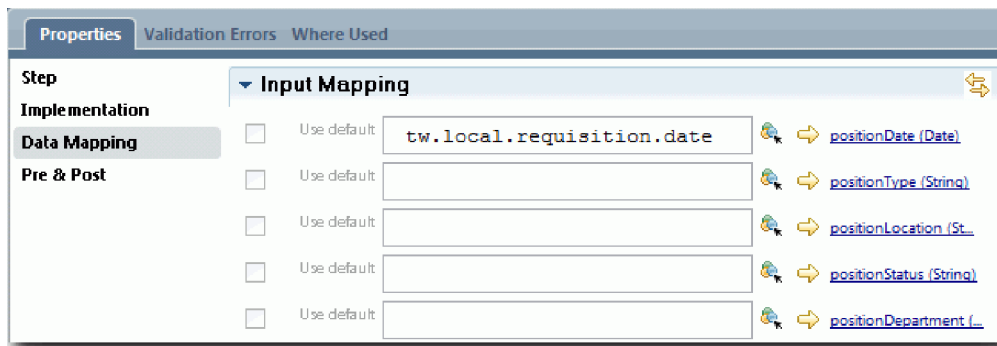 Properties Validation Errors Where Used
Step
Implementation
Data Mapping
Pre & Post
Input Mapping
Use default tw.local.requisition.date positionDate (Date)
Use default positionType (String)
Use default positionLocation (St...
Use default positionStatus (String)
Use default positionDepartment (...